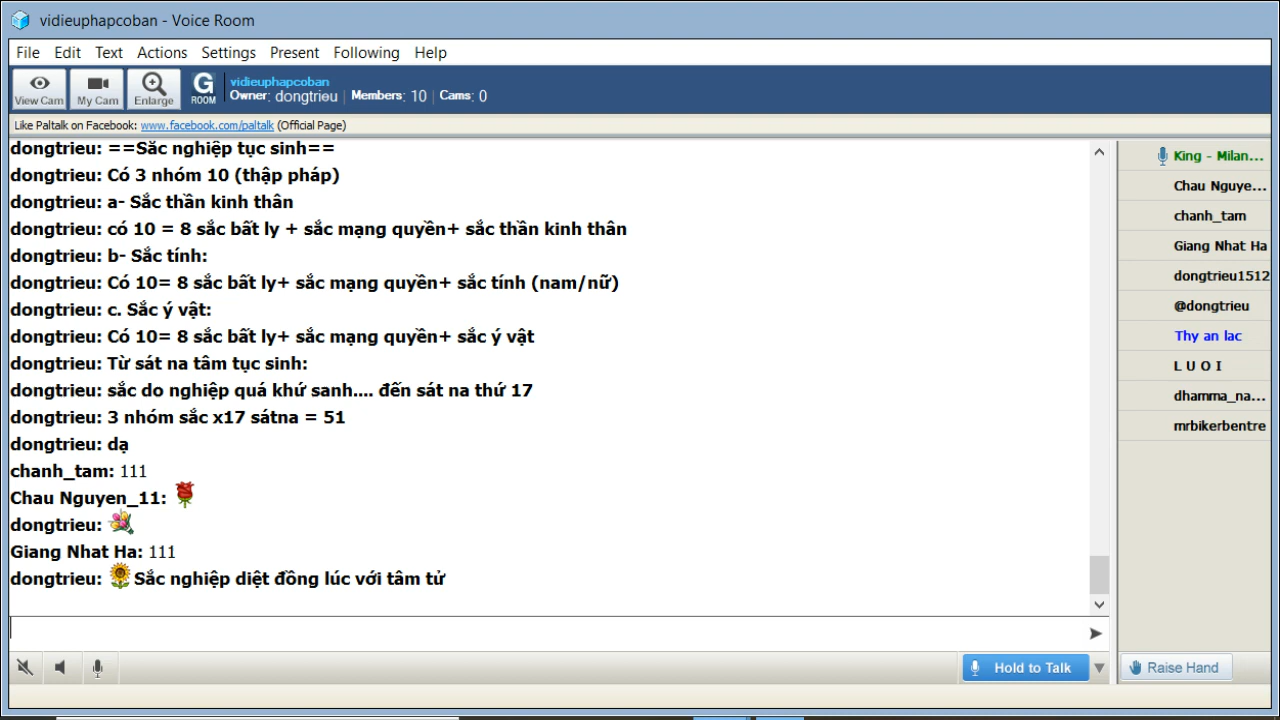 vidieuphapcoban - Voice Room
File Edit Text Actions Settings Present Following Help
View Cam My Cam Enlarge G ROOM
vidieuphapcoban
Owner: dongtrieu | Members: 10 | Cams: 0
Like Paltalk on Facebook: www.facebook.com/paltalk (Official Page)
dongtrieu: ==Sắc nghiệp tục sinh==
dongtrieu: Có 3 nhóm 10 (thập pháp)
dongtrieu: a- Sắc thần kinh thân
dongtrieu: có 10 = 8 sắc bất ly + sắc mạng quyền+ sắc thần kinh thân
dongtrieu: b- Sắc tính:
dongtrieu: Có 10= 8 sắc bất ly+ sắc mạng quyền+ sắc tính (nam/nữ)
dongtrieu: c. Sắc ý vật:
dongtrieu: Có 10= 8 sắc bất ly+ sắc mạng quyền+ sắc ý vật
dongtrieu: Từ sát na tâm tục sinh:
dongtrieu: sắc do nghiệp quá khứ sanh.... đến sát na thứ 17
dongtrieu: 3 nhóm sắc x17 sátna = 51
dongtrieu: dạ
chanh_tam: 111
Chau Nguyen_11:
dongtrieu:
Giang Nhat Ha: 111
dongtrieu: Sắc nghiệp diệt đồng lúc với tâm tử
King - Milan...
Chau Nguye...
chanh_tam
Giang Nhat Ha
dongtrieu1512
@dongtrieu
Thy an lac
L U O I
dhamma_na...
mrbikerbentre
Hold to Talk
Raise Hand